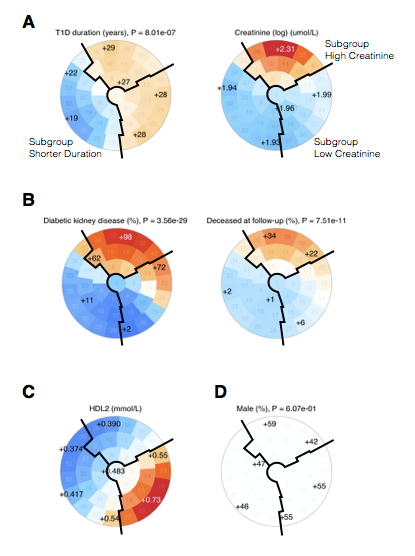 A
T1D duration (years), P = 8.01e-07
Creatinine (log) (umol/L)
+29
+22
+27
+28
+19
+28
Subgroup
Shorter Duration
+2.31
Subgroup
High Creatinine
+1.94
+1.99
+1.96
+1.93
Subgroup
Low Creatinine
B
Diabetic kidney disease (%), P = 3.56e-29
Deceased at follow-up (%), P = 7.51e-11
+98
+62
+72
+11
+2
+34
+22
+2
+1
+6
C
D
HDL2 (mmol/L)
Male (%), P = 6.07e-01
+0.390
+0.374
+0.55
+0.483
+0.417
+0.73
+0.54
+59
+42
+47
+55
+46
+55